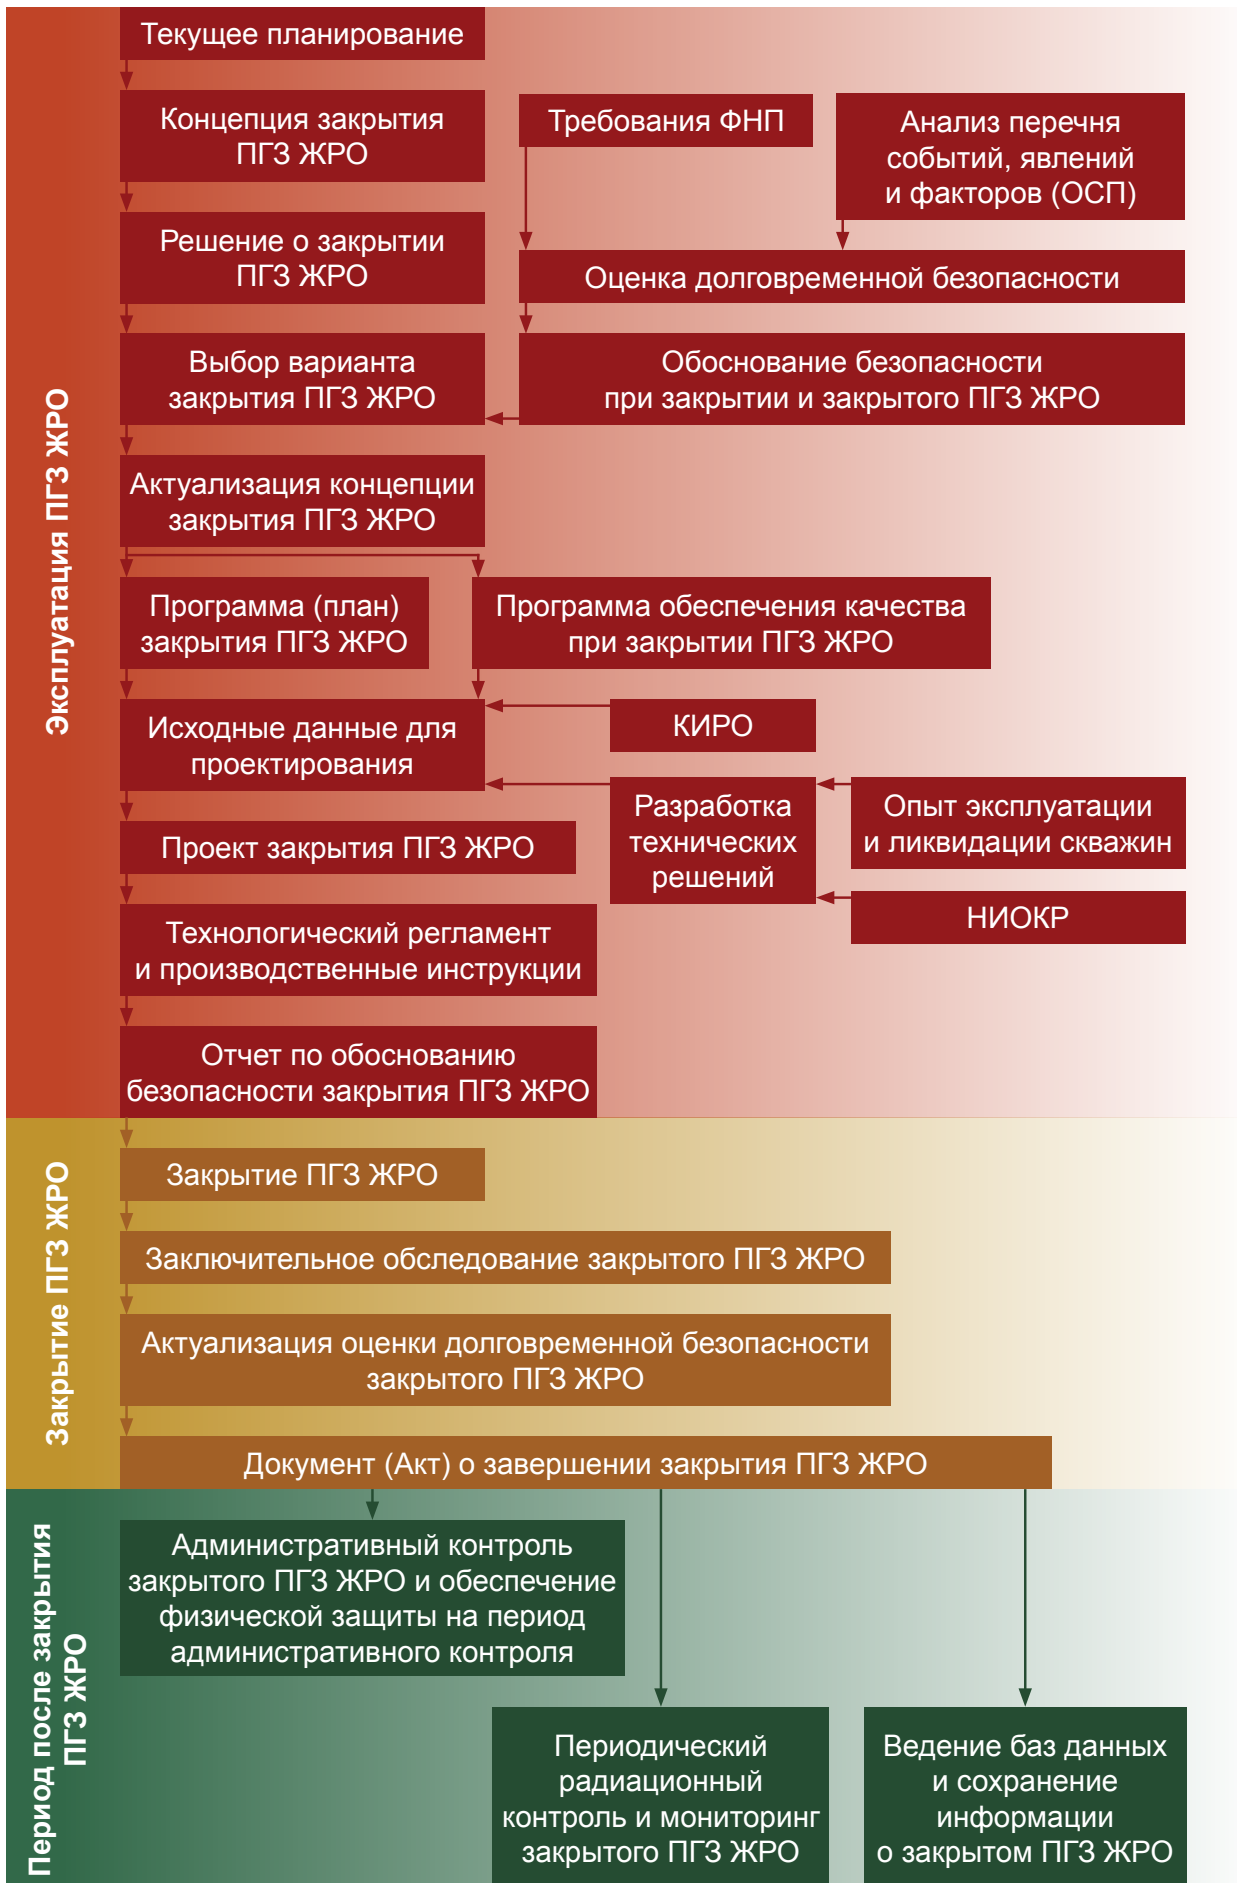 Эксплуатация ПГЗ ЖРО
Текущее планирование
Концепция закрытия
ПГЗ ЖРО
Требования ФНП
Анализ перечня
событий, явлений
и факторов (ОСП)
Решение о закрытии
ПГЗ ЖРО
Оценка долговременной безопасности
Выбор варианта
закрытия ПГЗ ЖРО
Обоснование безопасности
при закрытии и закрытого ПГЗ ЖРО
Актуализация концепции
закрытия ПГЗ ЖРО
Программа (план)
закрытия ПГЗ ЖРО
Программа обеспечения качества
при закрытии ПГЗ ЖРО
Исходные данные для
проектирования
КИРО
Разработка
технических
решений
Опыт эксплуатации
и ликвидации скважин
Проект закрытия ПГЗ ЖРО
НИОКР
Технологический регламент
и производственные инструкции
Отчет по обоснованию
безопасности закрытия ПГЗ ЖРО
Закрытие ПГЗ ЖРО
Закрытие ПГЗ ЖРО
Заключительное обследование закрытого ПГЗ ЖРО
Актуализация оценки долговременной безопасности
закрытого ПГЗ ЖРО
Документ (Акт) о завершении закрытия ПГЗ ЖРО
Период после закрытия
ПГЗ ЖРО
Административный контроль
закрытого ПГЗ ЖРО и обеспечение
физической защиты на период
административного контроля
Периодический
радиационный
контроль и мониторинг
закрытого ПГЗ ЖРО
Ведение баз данных
и сохранение
информации
о закрытом ПГЗ ЖРО